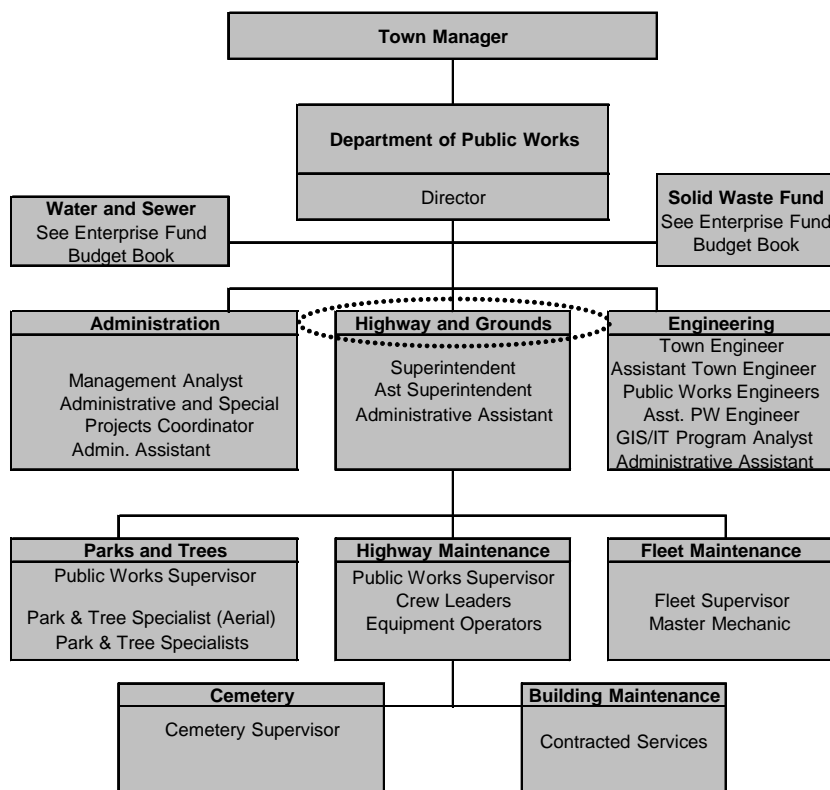 Town Manager
Department of Public Works
Director
Water and Sewer
See Enterprise Fund
Budget Book
Solid Waste Fund
See Enterprise Fund
Budget Book
Administration
Management Analyst
Administrative and Special
Projects Coordinator
Admin. Assistant
Highway and Grounds
Superintendent
Ast Superintendent
Administrative Assistant
Engineering
Town Engineer
Assistant Town Engineer
Public Works Engineers
Asst. PW Engineer
GIS/IT Program Analyst
Administrative Assistant
Parks and Trees
Public Works Supervisor
Park & Tree Specialist (Aerial)
Park & Tree Specialists
Highway Maintenance
Public Works Supervisor
Crew Leaders
Equipment Operators
Fleet Maintenance
Fleet Supervisor
Master Mechanic
Cemetery
Cemetery Supervisor
Building Maintenance
Contracted Services